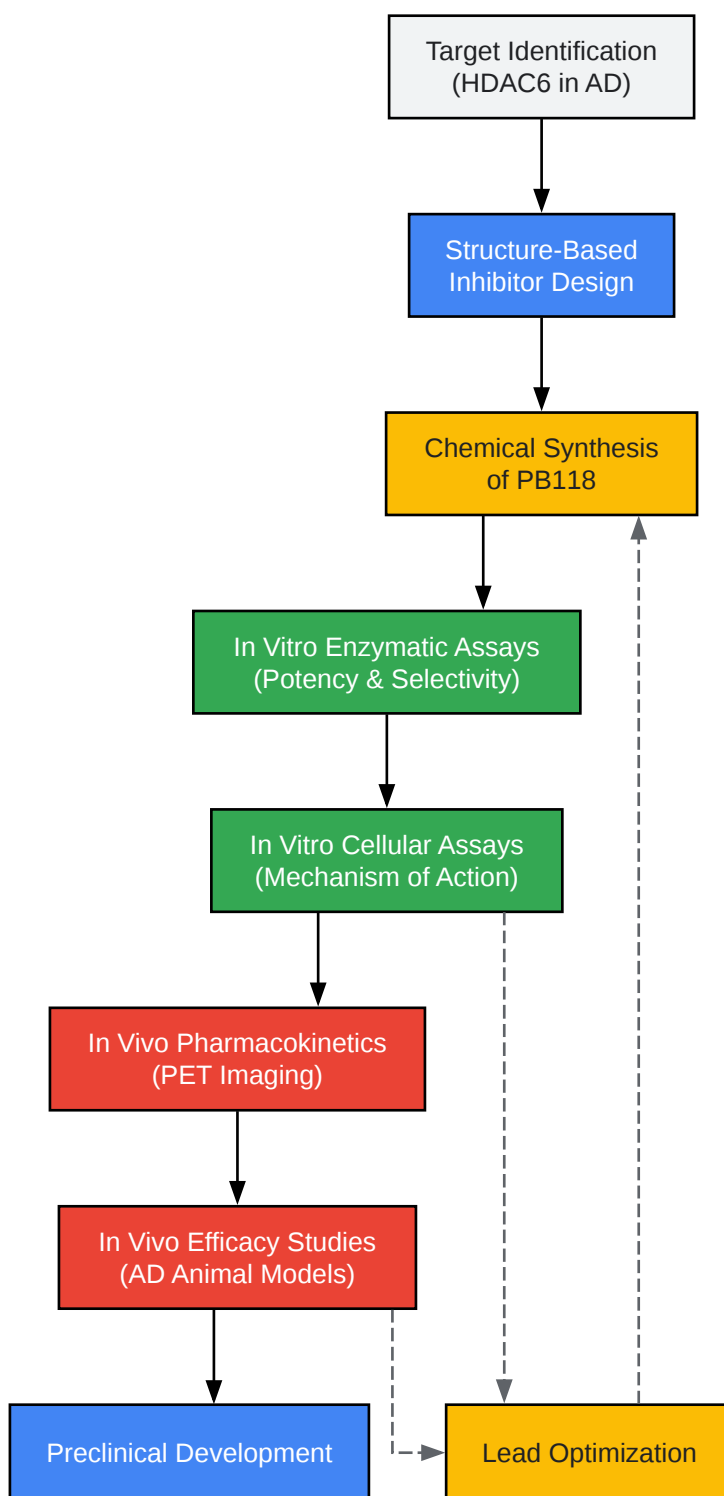 Target Identification
(HDAC6 in AD)
Structure-Based
Inhibitor Design
Chemical Synthesis
of PB118
In Vitro Enzymatic Assays
(Potency & Selectivity)
In Vitro Cellular Assays
(Mechanism of Action)
In Vivo Pharmacokinetics
(PET Imaging)
In Vivo Efficacy Studies
(AD Animal Models)
Preclinical Development
Lead Optimization